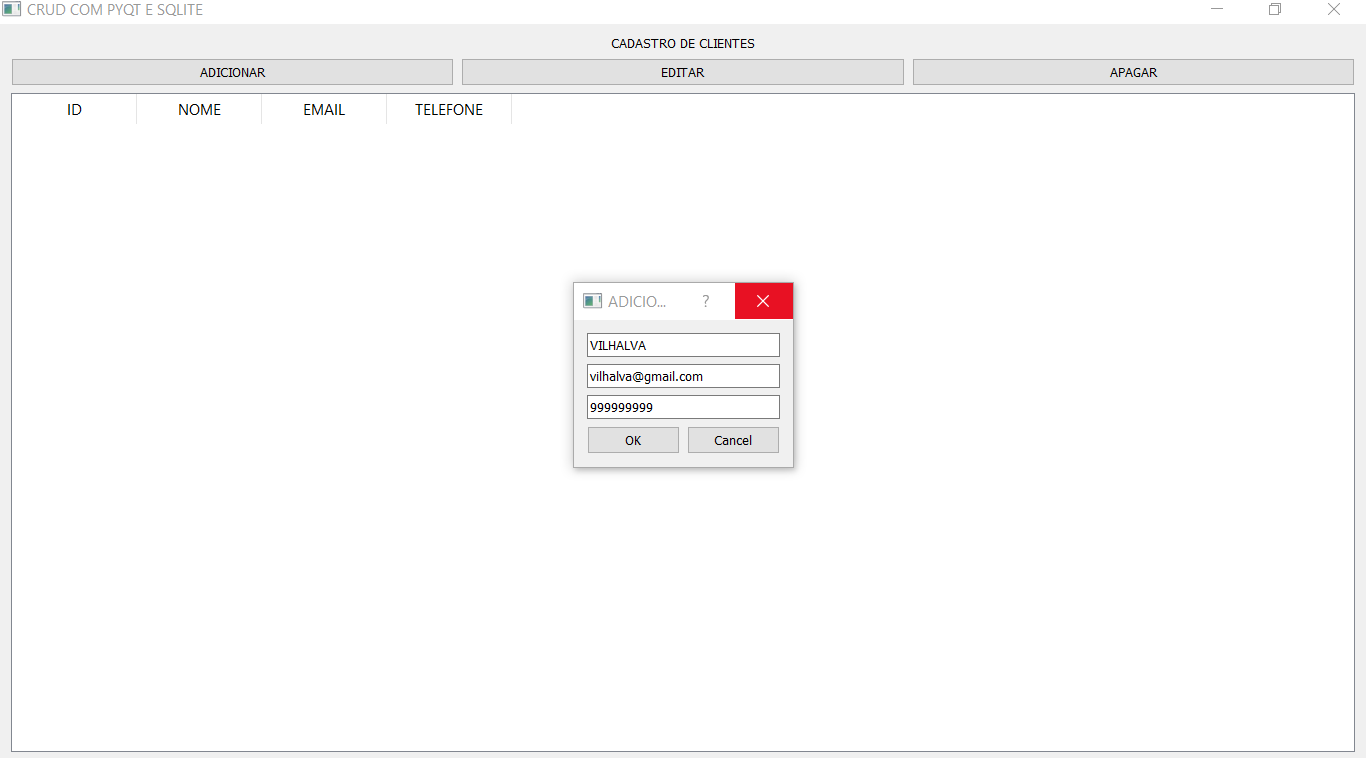 CRUD COM PYQT E SQLITE
CADASTRO DE CLIENTES
ADICIONAR EDITAR APAGAR
ID NOME EMAIL TELEFONE
ADICIO... ?
VILHALVA
vilhalva@gmail.com
999999999
OK Cancel